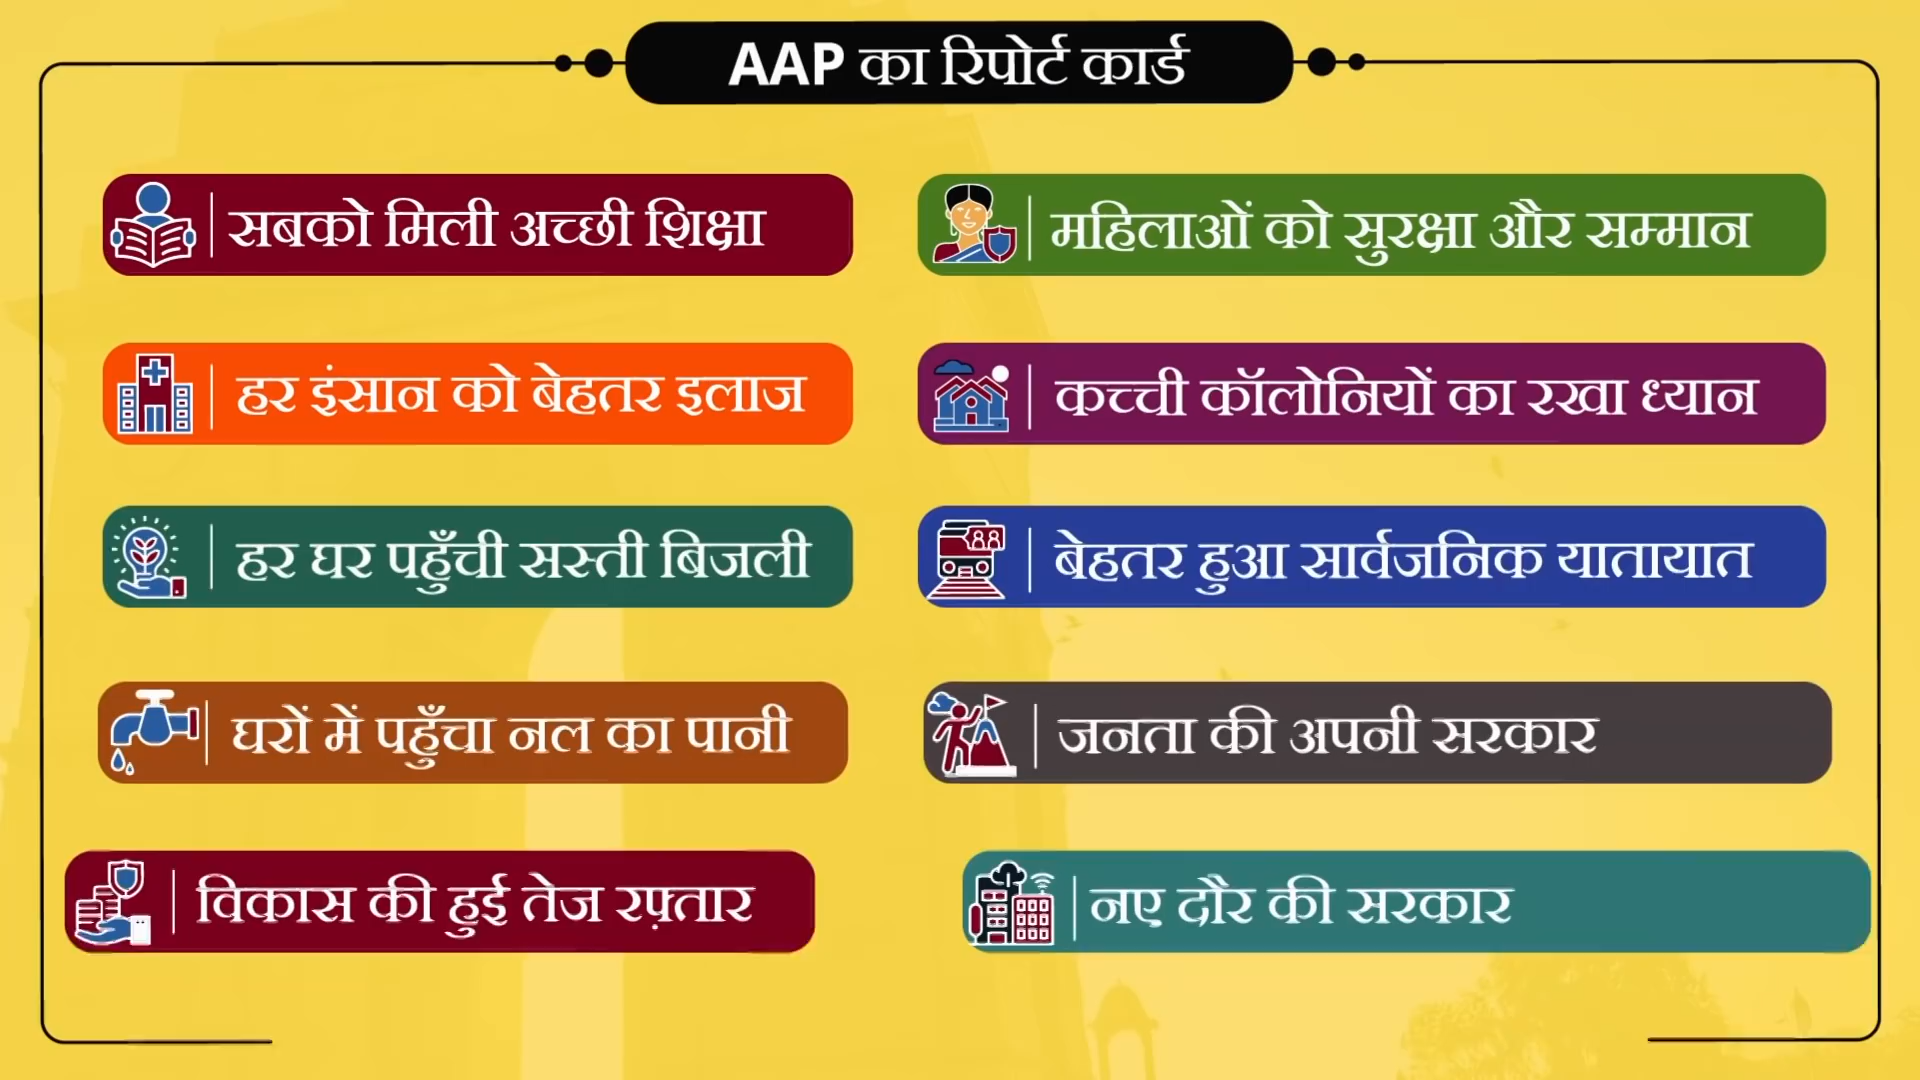 AAP का रिपोर्ट कार्ड
सबको मिली अच्छी शिक्षा
हर इंसान को बेहतर इलाज
हर घर पहुँची सस्ती बिजली
घरों में पहुँचा नल का पानी
विकास की हुई तेज रफ़्तार
महिलाओं को सुरक्षा और सम्मान
कच्ची कॉलोनियों का रखा ध्यान
बेहतर हुआ सार्वजनिक यातायात
जनता की अपनी सरकार
नए दौर की सरकार